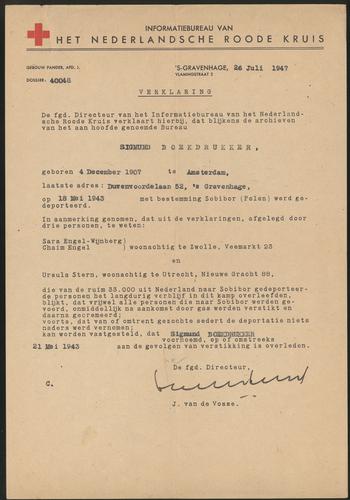 INFORMATIEBUREAU VAN
HET NEDERLANDSCHE ROODE KRUIS
GEBOUW PANDER, AFD. J.
DOSSIER: 40048
'S-GRAVENHAGE, 26 Juli 1947
VLAMINGSTRAAT 2
VERKLARING
De fgd. Directeur van het Informatiebureau van het Nederland-
sche Roode Kruis verklaart hierbij, dat blijkens de archieven
van het aan hoofde genoemde Bureau
SIGMUND BOEKDRUKKER,
geboren 4 December 1907 te Amsterdam,
laatste adres: Duvenvoordelaan 52, 's Gravenhage,
op 18 Mei 1943 met bestemming Sobibor (Polen) werd ge-
deporteerd.
In aanmerking genomen, dat uit de verklaringen, afgelegd door
drie personen, te weten:
Sara Engel-Wijnberg)
Chaim Engel ) woonachtig te Zwolle, Veemarkt 23
en
Ursula Stern, woonachtig te Utrecht, Nieuwe Gracht 88,
die van de ruim 33.000 uit Nederland naar Sobibor gedeporteer-
de personen het langdurig verblijf in dit kamp overleefden,
blijkt, dat vrijwel alle personen die naar Sobibor werden ge-
voerd, onmiddellijk na aankomst door gas werden verstikt en
daarna gecremeerd;
voorts, dat van of omtrent gezochte sedert de deportatie niets
naders werd vernomen;
kan worden vastgesteld, dat Sigmund BOEKDRUKKER
voornoemd, op of omstreeks
21 Mei 1943 aan de gevolgen van verstikking is overleden.
De fgd. Directeur,
C.
J. van de Vosse.